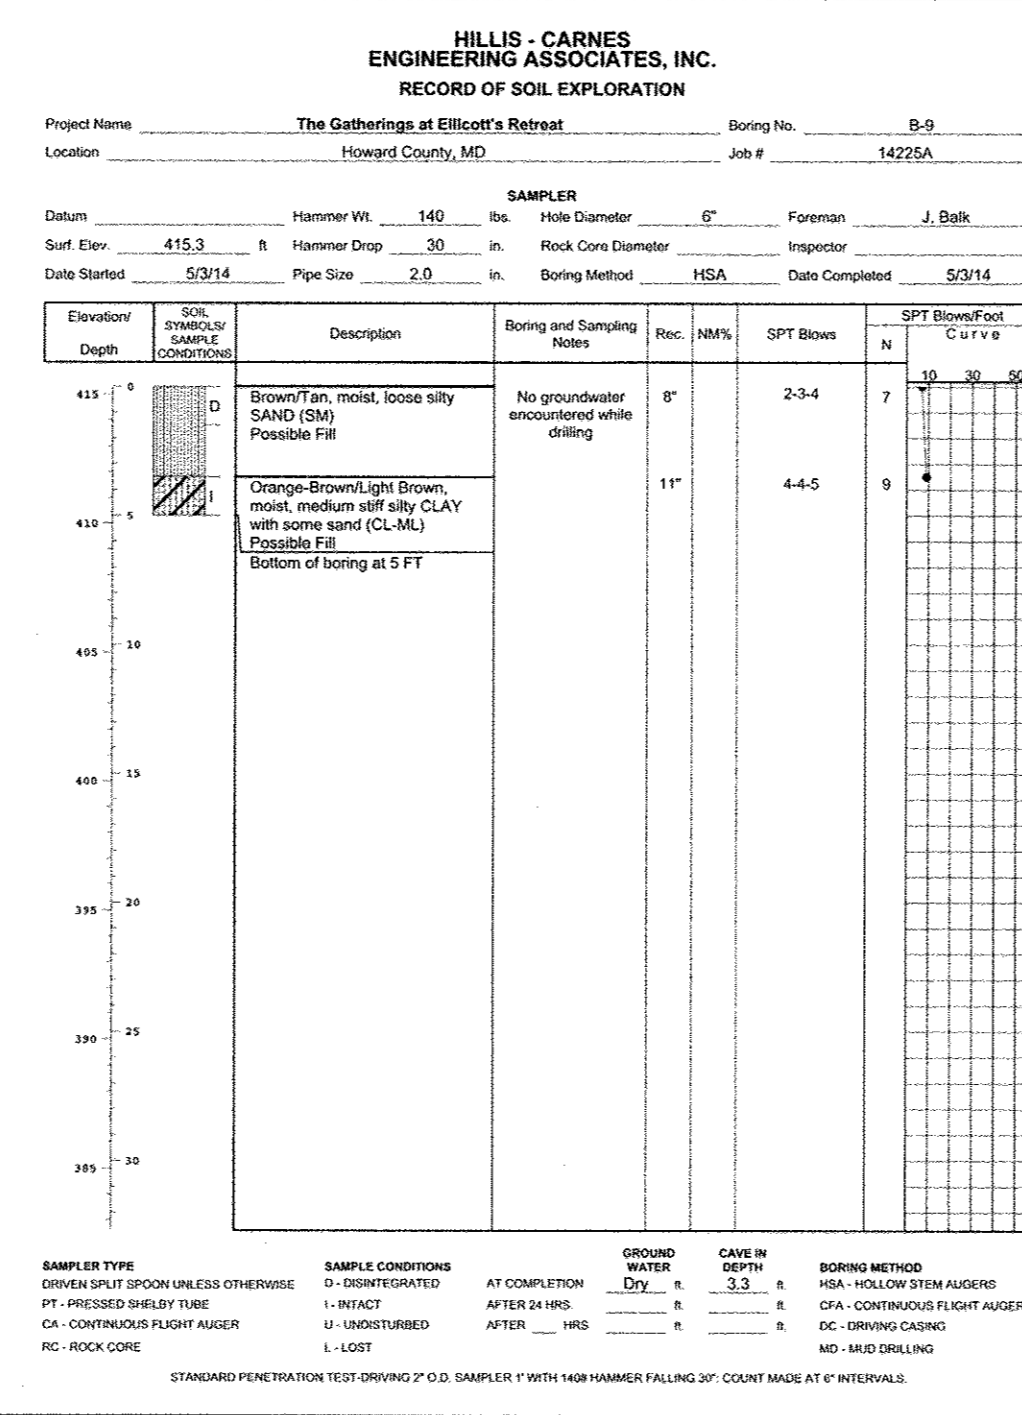 HILLIS - CARNES
ENGINEERING ASSOCIATES, INC.
RECORD OF SOIL EXPLORATION
Project Name The Gatherings at Ellicott's Retreat Boring No. B-9
Location Howard County, MD Job # 14225A
SAMPLER
Datum Hammer Wt. 140 lbs. Hole Diameter 6" Foreman J. Balk
Surf. Elev. 415.3 ft Hammer Drop 30 in. Rock Core Diameter Inspector
Date Started 5/3/14 Pipe Size 2.0 in. Boring Method HSA Date Completed 5/3/14
Elevation/
Depth
SOIL
SYMBOLS/
SAMPLE
CONDITIONS
Description
Boring and Sampling
Notes
Rec. NM% SPT Blows
SPT Blows/Foot
N Curve
10 30 50
415 0
D
Brown/Tan, moist, loose silty
SAND (SM)
Possible Fill
No groundwater
encountered while
drilling
8" 2-3-4 7
I
Orange-Brown/Light Brown,
moist, medium stiff silty CLAY
with some sand (CL-ML)
Possible Fill
11" 4-4-5 9
410 5
Bottom of boring at 5 FT
405 10
400 15
395 20
390 25
385 30
SAMPLER TYPE
DRIVEN SPLIT SPOON UNLESS OTHERWISE
PT - PRESSED SHELBY TUBE
CA - CONTINUOUS FLIGHT AUGER
RC - ROCK CORE
SAMPLE CONDITIONS
D - DISINTEGRATED
I - INTACT
U - UNDISTURBED
L - LOST
GROUND
WATER
CAVE IN
DEPTH
AT COMPLETION Dry ft. 3.3 ft.
AFTER 24 HRS. ft. ft.
AFTER ___ HRS ft. ft.
BORING METHOD
HSA - HOLLOW STEM AUGERS
CFA - CONTINUOUS FLIGHT AUGER
DC - DRIVING CASING
MD - MUD DRILLING
STANDARD PENETRATION TEST-DRIVING 2" O.D. SAMPLER 1' WITH 140# HAMMER FALLING 30"; COUNT MADE AT 6" INTERVALS.